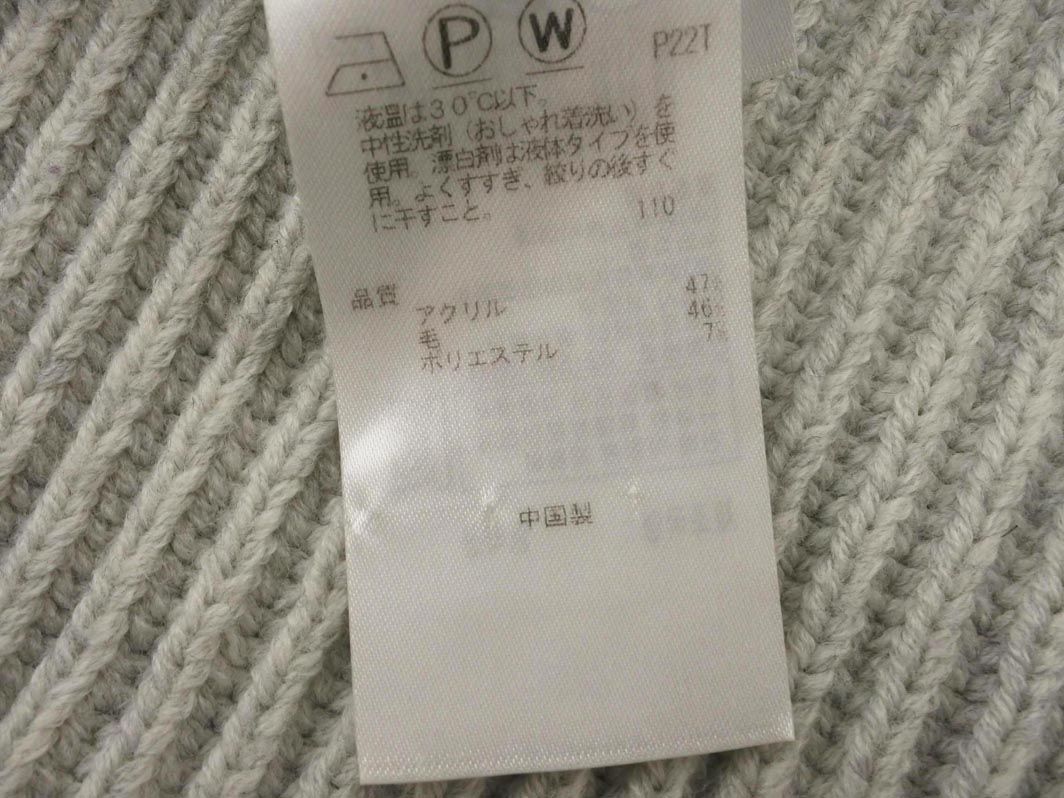 P W P22T
液温は30℃以下。
中性洗剤(おしゃれ着洗い)を
使用。漂白剤は液体タイプを使
用。よくすすぎ、絞りの後すぐ
に干すこと。
110
品質
アクリル 47%
毛 46%
ポリエステル 7%
中国製